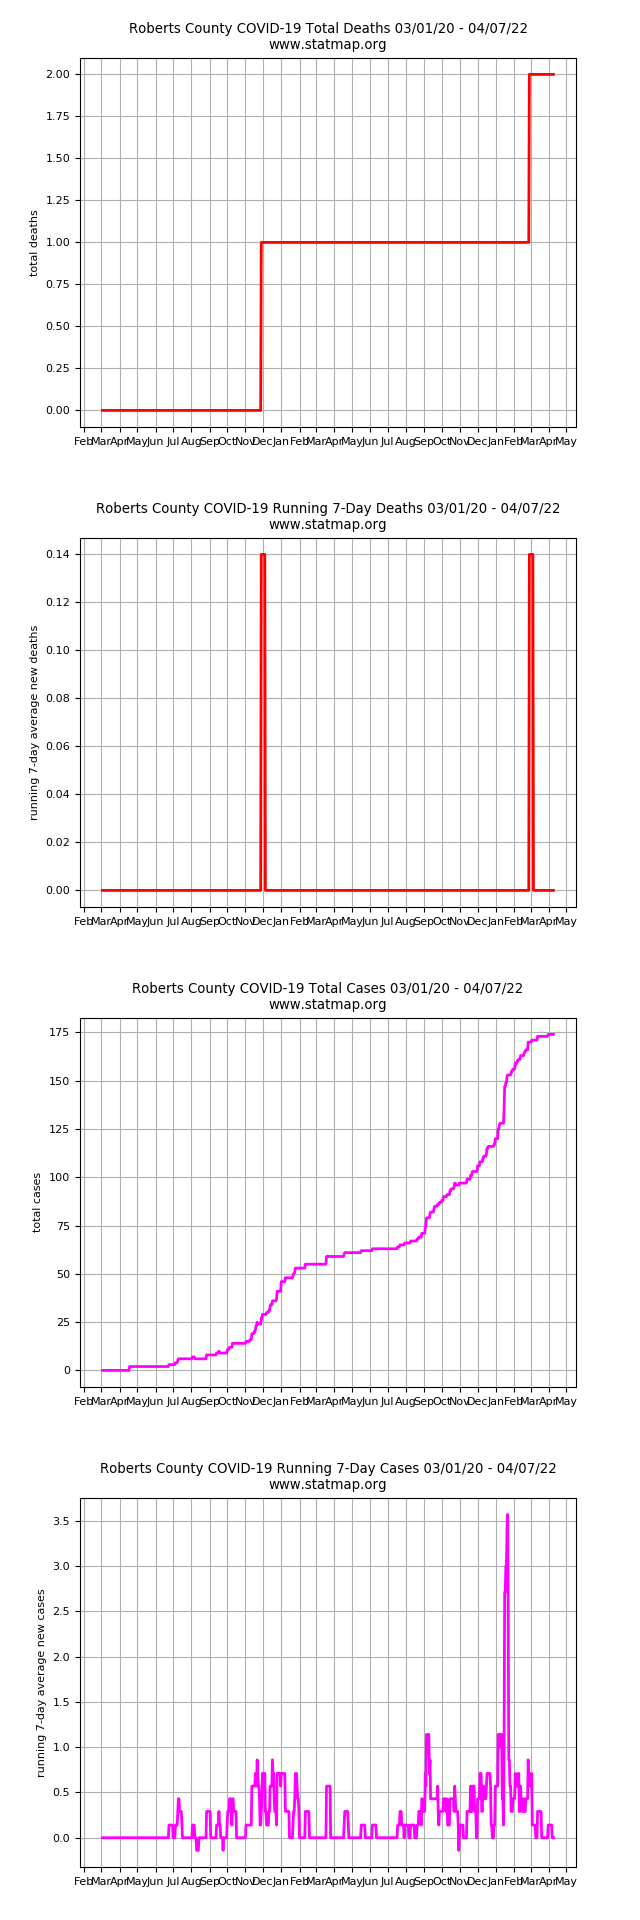 Roberts County COVID-19 Total Deaths 03/01/20 - 04/07/22
www.statmap.org
2.00
1.75
1.50
1.25
1.00
0.75
0.50
0.25
0.00
total deaths
Feb Mar Apr May Jun Jul Aug Sep Oct Nov Dec Jan Feb Mar Apr May Jun Jul Aug Sep Oct Nov Dec Jan Feb Mar Apr May
Roberts County COVID-19 Running 7-Day Deaths 03/01/20 - 04/07/22
www.statmap.org
0.14
0.12
0.10
0.08
0.06
0.04
0.02
0.00
running 7-day average new deaths
Feb Mar Apr May Jun Jul Aug Sep Oct Nov Dec Jan Feb Mar Apr May Jun Jul Aug Sep Oct Nov Dec Jan Feb Mar Apr May
Roberts County COVID-19 Total Cases 03/01/20 - 04/07/22
www.statmap.org
175
150
125
100
75
50
25
0
total cases
Feb Mar Apr May Jun Jul Aug Sep Oct Nov Dec Jan Feb Mar Apr May Jun Jul Aug Sep Oct Nov Dec Jan Feb Mar Apr May
Roberts County COVID-19 Running 7-Day Cases 03/01/20 - 04/07/22
www.statmap.org
3.5
3.0
2.5
2.0
1.5
1.0
0.5
0.0
running 7-day average new cases
Feb Mar Apr May Jun Jul Aug Sep Oct Nov Dec Jan Feb Mar Apr May Jun Jul Aug Sep Oct Nov Dec Jan Feb Mar Apr May